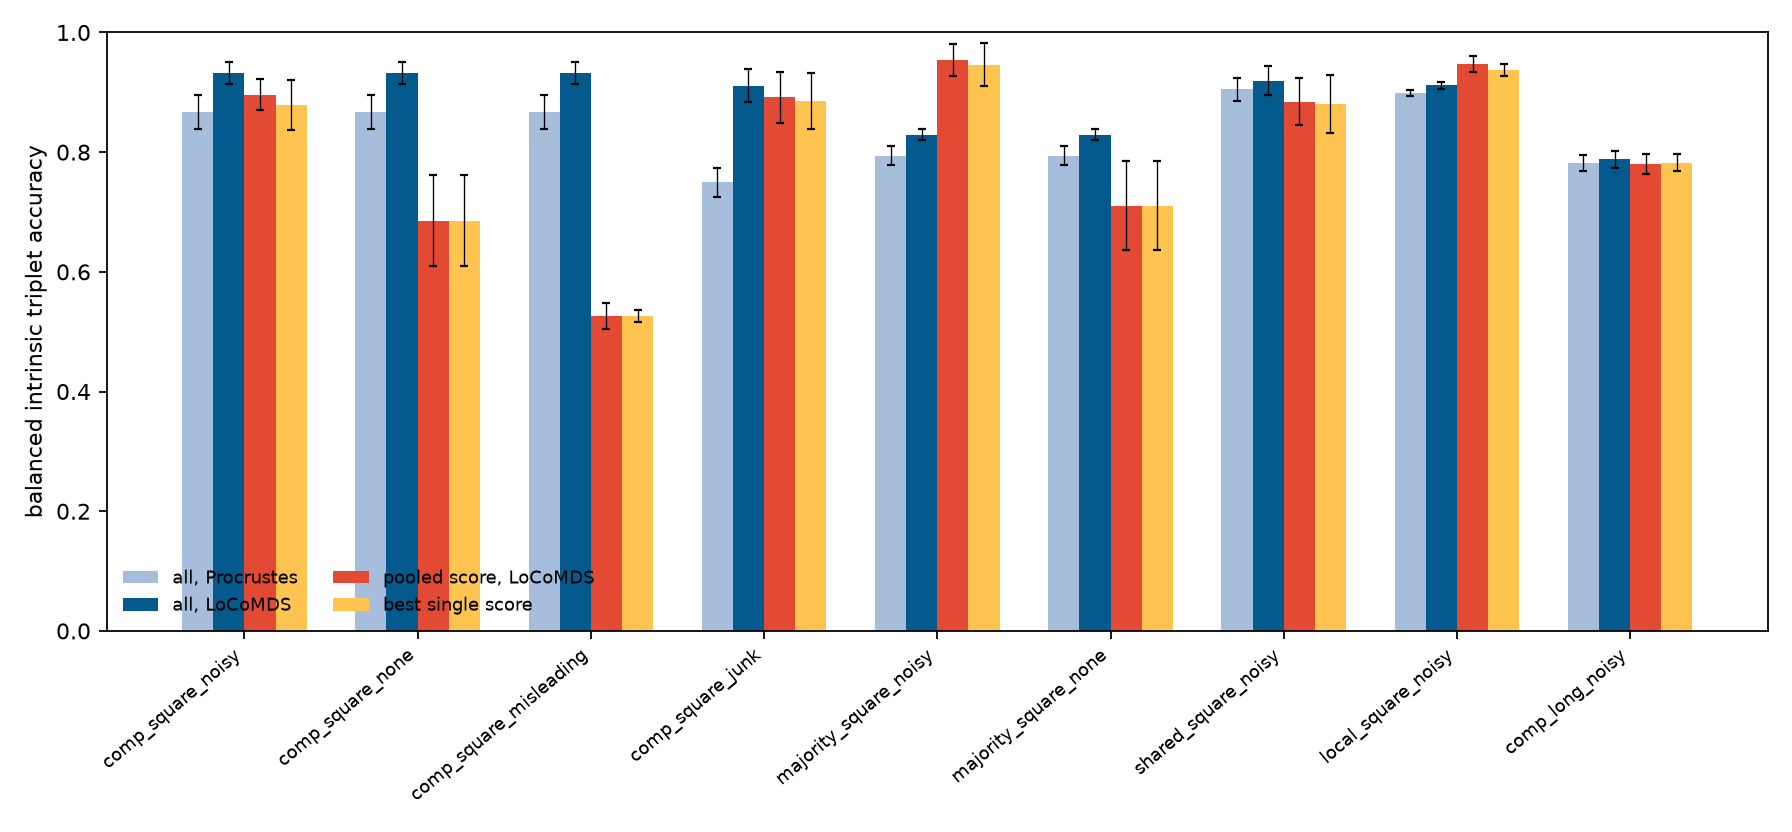 balanced intrinsic triplet accuracy
1.0
0.8
0.6
0.4
0.2
0.0
all, Procrustes
all, LoCoMDS
pooled score, LoCoMDS
best single score
comp_square_noisy
comp_square_none
comp_square_misleading
comp_square_junk
majority_square_noisy
majority_square_none
shared_square_noisy
local_square_noisy
comp_long_noisy